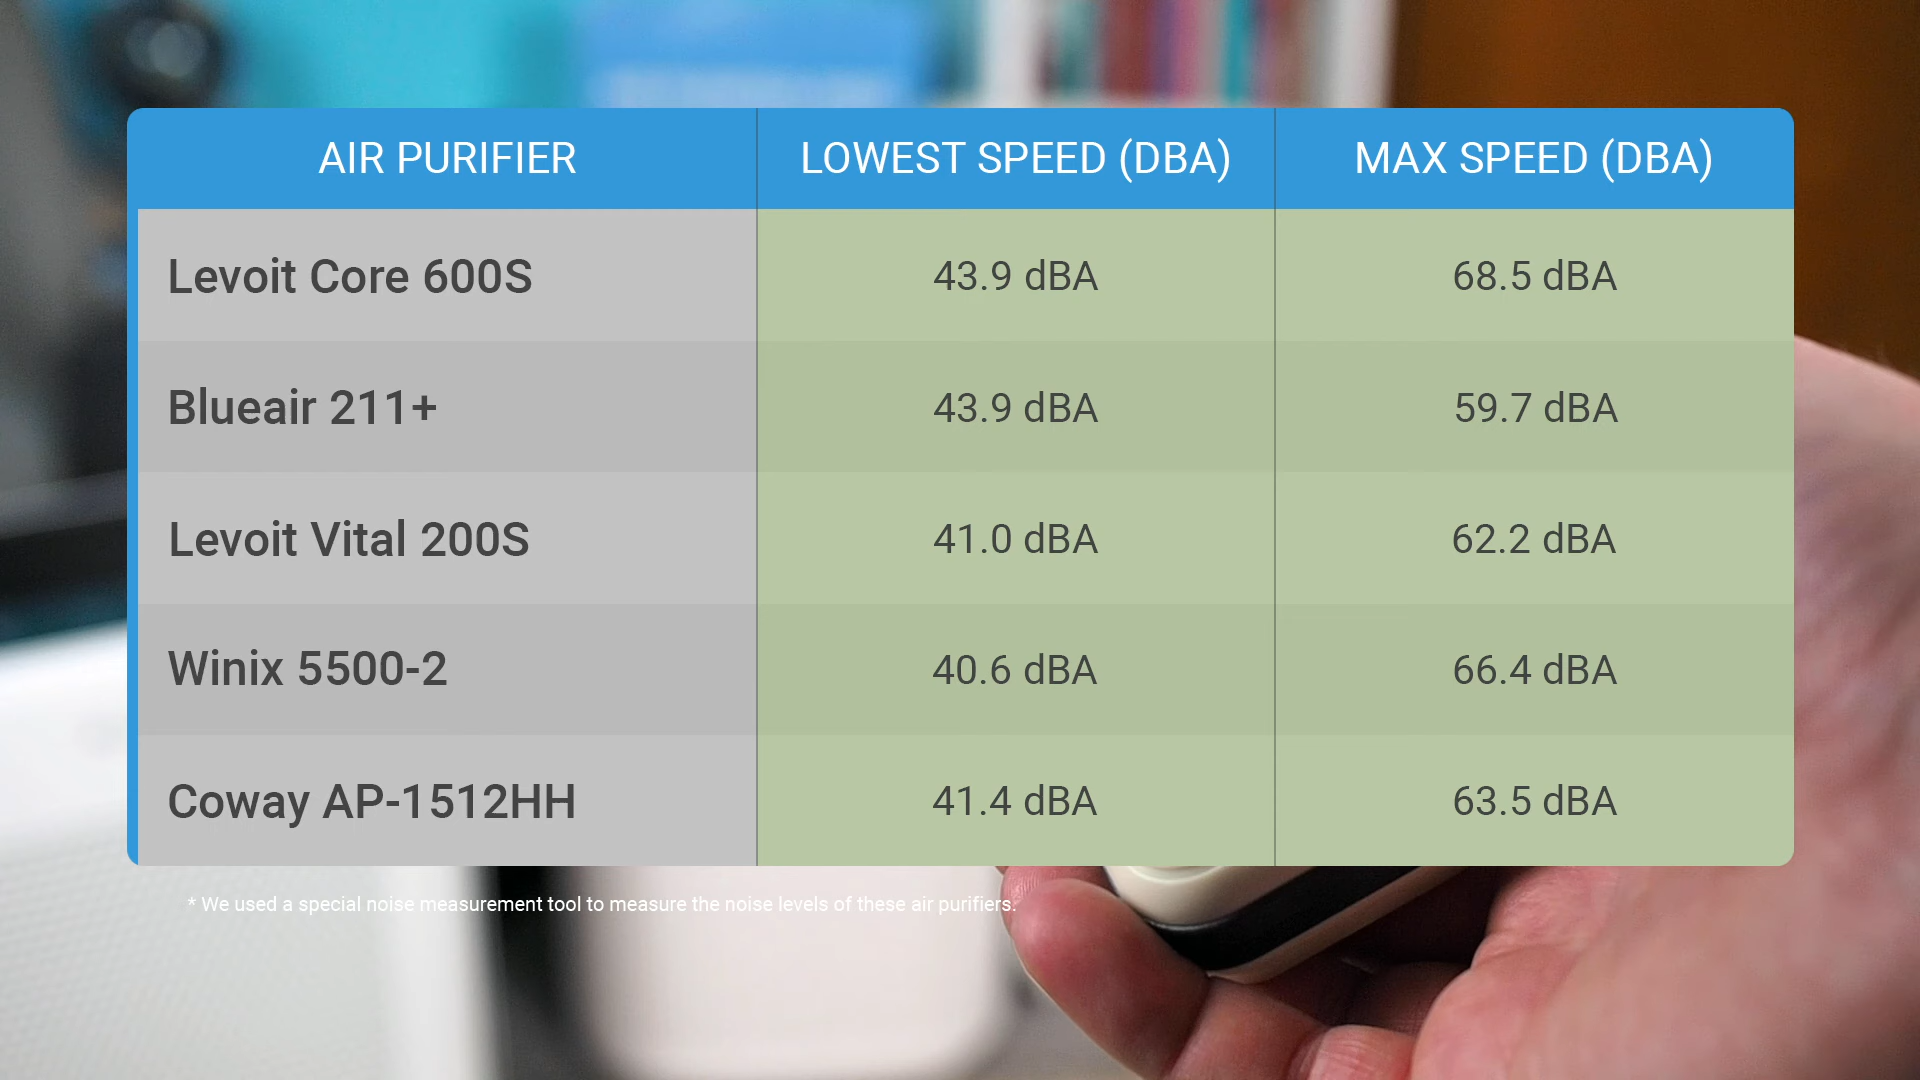 AIR PURIFIER LOWEST SPEED (DBA) MAX SPEED (DBA)
Levoit Core 600S 43.9 dBA 68.5 dBA
Blueair 211+ 43.9 dBA 59.7 dBA
Levoit Vital 200S 41.0 dBA 62.2 dBA
Winix 5500-2 40.6 dBA 66.4 dBA
Coway AP-1512HH 41.4 dBA 63.5 dBA
* We used a special noise measurement tool to measure the noise levels of these air purifiers.